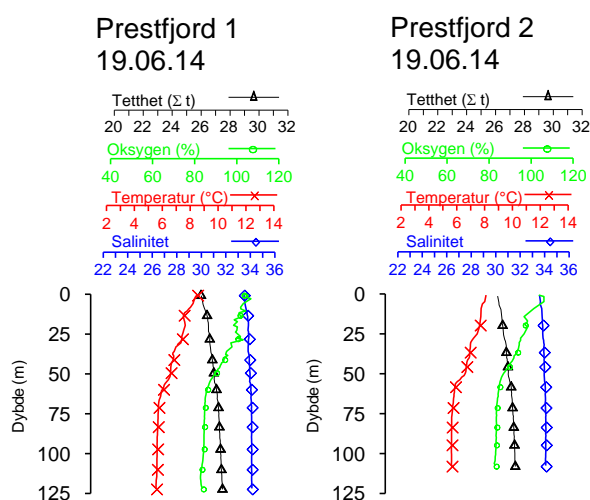 Prestfjord 1
19.06.14
Tetthet (Σ t)
20 22 24 26 28 30 32
Oksygen (%)
40 60 80 100 120
Temperatur (°C)
2 4 6 8 10 12 14
Salinitet
22 24 26 28 30 32 34 36
Dybde (m)
0
25
50
75
100
125
Prestfjord 2
19.06.14
Tetthet (Σ t)
20 22 24 26 28 30 32
Oksygen (%)
40 60 80 100 120
Temperatur (°C)
2 4 6 8 10 12 14
Salinitet
22 24 26 28 30 32 34 36
Dybde (m)
0
25
50
75
100
125